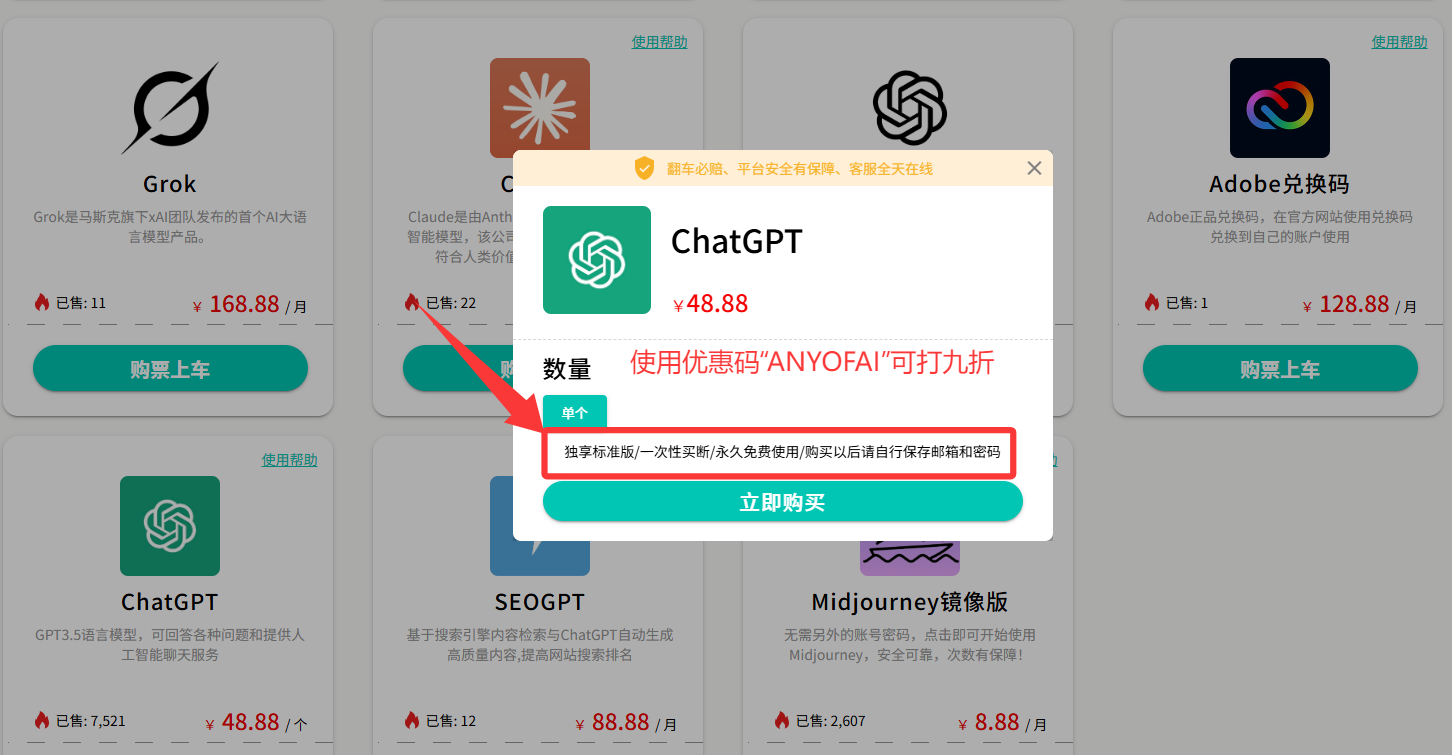 使用帮助
使用帮助
Grok
Grok是马斯克旗下xAI团队发布的首个AI大语
言模型产品。
已售: 11
¥ 168.88 / 月
购票上车
C
Claude是由Anth
智能模型，该公司
符合人类价值
已售: 22
购
Adobe兑换码
Adobe正品兑换码，在官方网站使用兑换码
兑换到自己的账户使用
已售: 1
¥ 128.88 / 月
购票上车
翻车必赔、平台安全有保障、客服全天在线
ChatGPT
¥48.88
数量
使用优惠码“ANYOFAI”可打九折
单个
独享标准版/一次性买断/永久免费使用/购买以后请自行保存邮箱和密码
立即购买
使用帮助
ChatGPT
GPT3.5语言模型，可回答各种问题和提供人
工智能聊天服务
已售: 7,521
¥ 48.88 / 个
SEOGPT
基于搜索引擎内容检索与ChatGPT自动生成
高质量内容,提高网站搜索排名
已售: 12
¥ 88.88 / 月
Midjourney镜像版
无需另外的账号密码，点击即可开始使用
Midjourney，安全可靠，次数有保障！
已售: 2,607
¥ 8.88 / 月